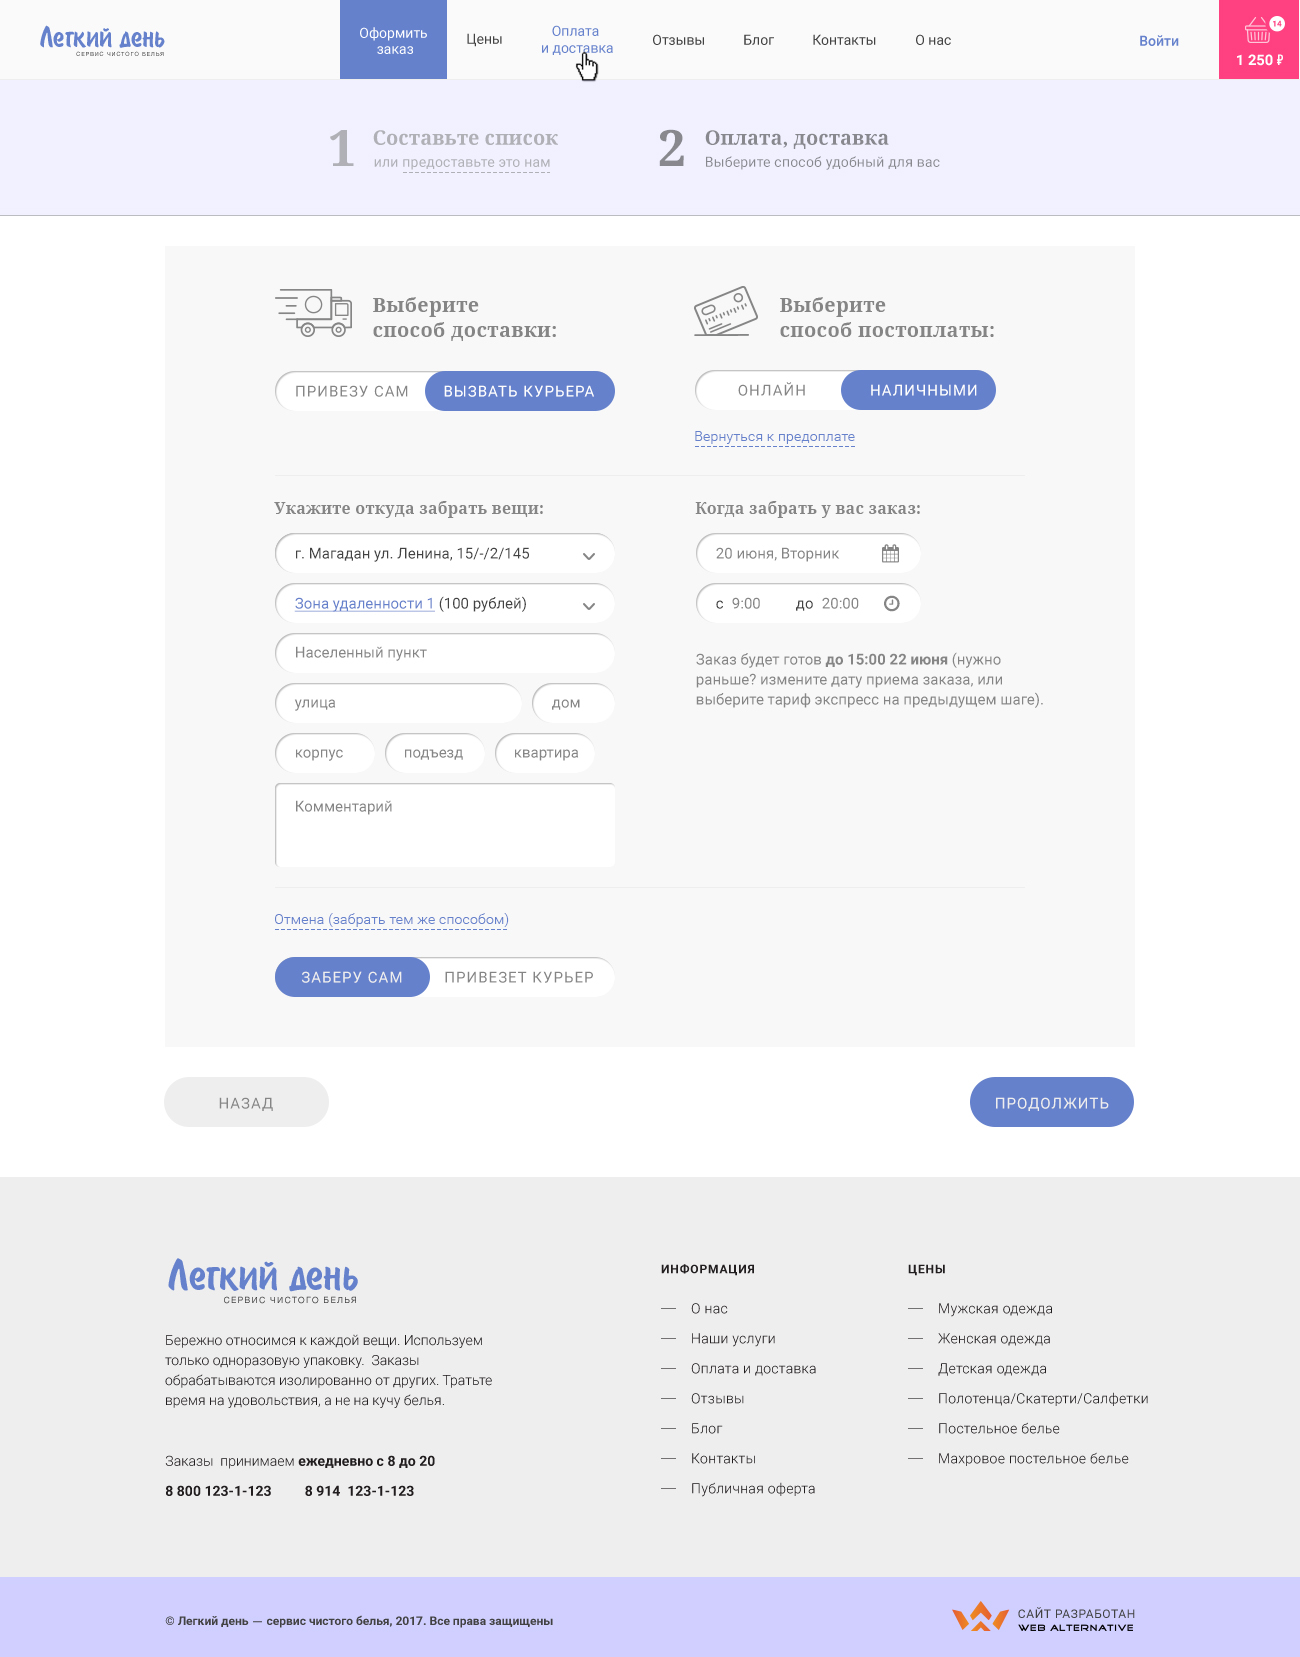 Легкий день
СЕРВИС ЧИСТОГО БЕЛЬЯ
Оформить
заказ
Цены
Оплата
и доставка
Отзывы
Блог
Контакты
О нас
Войти
14
1 250 ₽
1
Составьте список
или предоставьте это нам
2
Оплата, доставка
Выберите способ удобный для вас
Выберите
способ доставки:
ПРИВЕЗУ САМ
ВЫЗВАТЬ КУРЬЕРА
Выберите
способ постоплаты:
ОНЛАЙН
НАЛИЧНЫМИ
Вернуться к предоплате
Укажите откуда забрать вещи:
г. Магадан ул. Ленина, 15/-/2/145
Зона удаленности 1 (100 рублей)
Населенный пункт
улица
дом
корпус
подъезд
квартира
Комментарий
Когда забрать у вас заказ:
20 июня, Вторник
с 9:00 до 20:00
Заказ будет готов до 15:00 22 июня (нужно
раньше? измените дату приема заказа, или
выберите тариф экспресс на предыдущем шаге).
Отмена (забрать тем же способом)
ЗАБЕРУ САМ
ПРИВЕЗЕТ КУРЬЕР
НАЗАД
ПРОДОЛЖИТЬ
Легкий день
СЕРВИС ЧИСТОГО БЕЛЬЯ
Бережно относимся к каждой вещи. Используем
только одноразовую упаковку. Заказы
обрабатываются изолированно от других. Тратьте
время на удовольствия, а не на кучу белья.
Заказы принимаем ежедневно с 8 до 20
8 800 123-1-123 8 914 123-1-123
ИНФОРМАЦИЯ
— О нас
— Наши услуги
— Оплата и доставка
— Отзывы
— Блог
— Контакты
— Публичная оферта
ЦЕНЫ
— Мужская одежда
— Женская одежда
— Детская одежда
— Полотенца/Скатерти/Салфетки
— Постельное белье
— Махровое постельное белье
© Легкий день — сервис чистого белья, 2017. Все права защищены
САЙТ РАЗРАБОТАН
WEB ALTERNATIVE